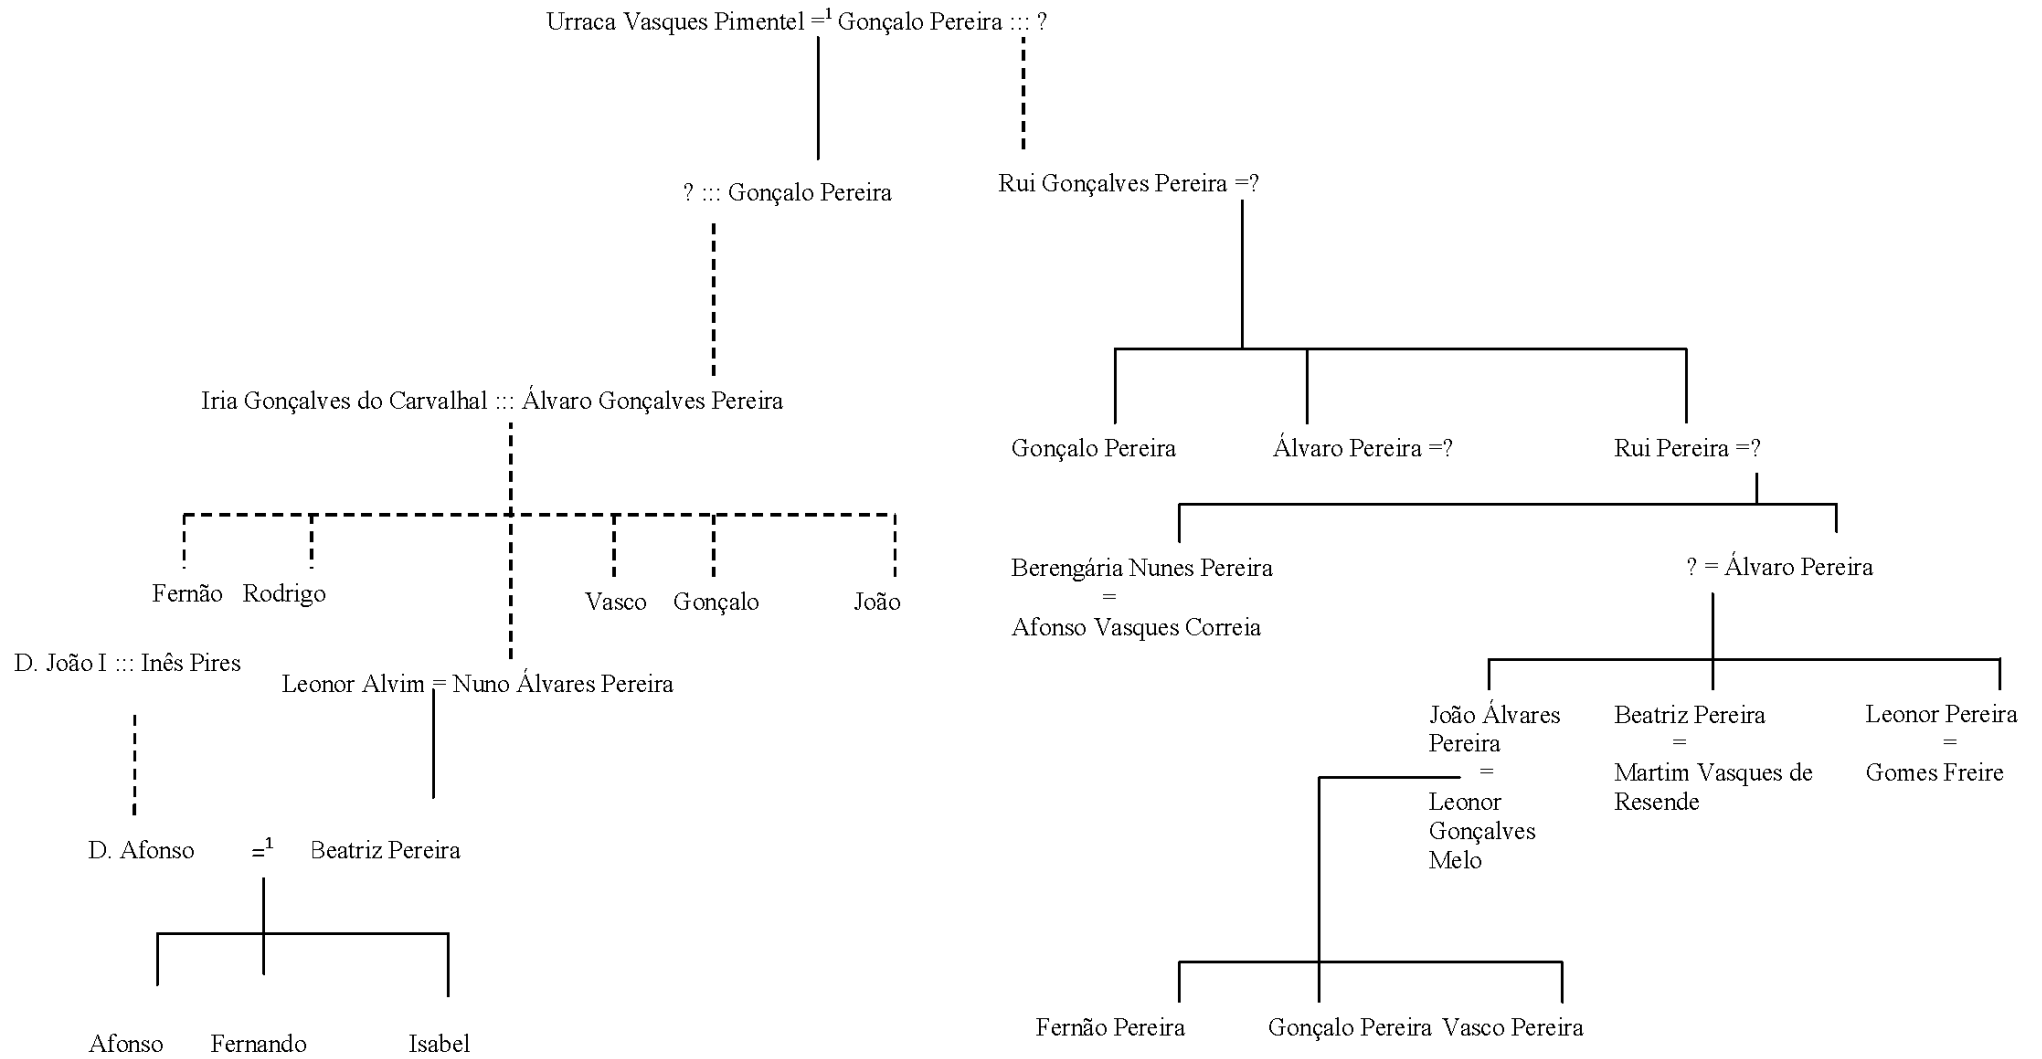 Urraca Vasques Pimentel =¹ Gonçalo Pereira ::: ?
? ::: Gonçalo Pereira
Rui Gonçalves Pereira =?
Iria Gonçalves do Carvalhal ::: Álvaro Gonçalves Pereira
Gonçalo Pereira
Álvaro Pereira =?
Rui Pereira =?
Fernão
Rodrigo
Vasco
Gonçalo
João
Berengária Nunes Pereira
=
Afonso Vasques Correia
? = Álvaro Pereira
D. João I ::: Inês Pires
Leonor Alvim = Nuno Álvares Pereira
João Álvares
Pereira
=
Leonor
Gonçalves
Melo
Beatriz Pereira
=
Martim Vasques de
Resende
Leonor Pereira
=
Gomes Freire
D. Afonso =¹ Beatriz Pereira
Afonso
Fernando
Isabel
Fernão Pereira
Gonçalo Pereira
Vasco Pereira